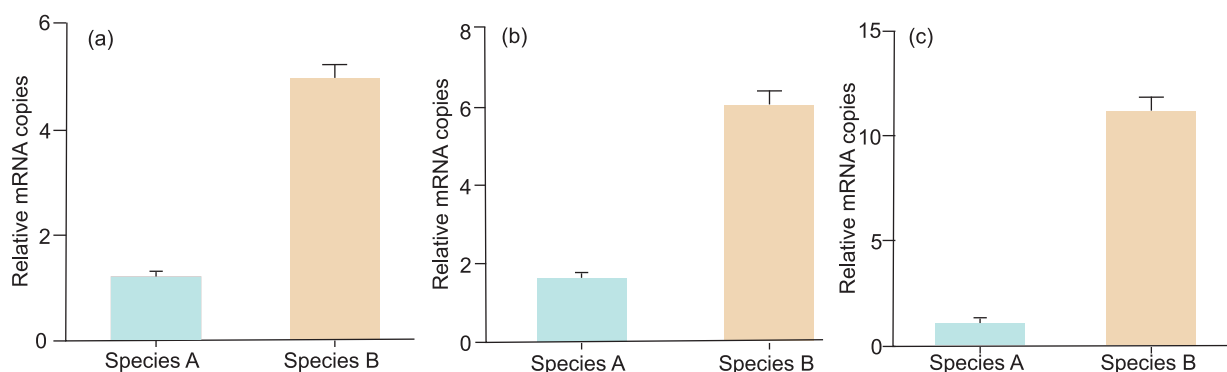 (a)
Relative mRNA copies
6
4
2
0
Species A
Species B
(b)
Relative mRNA copies
8
6
4
2
0
Species A
Species B
(c)
Relative mRNA copies
15
10
5
0
Species A
Species B